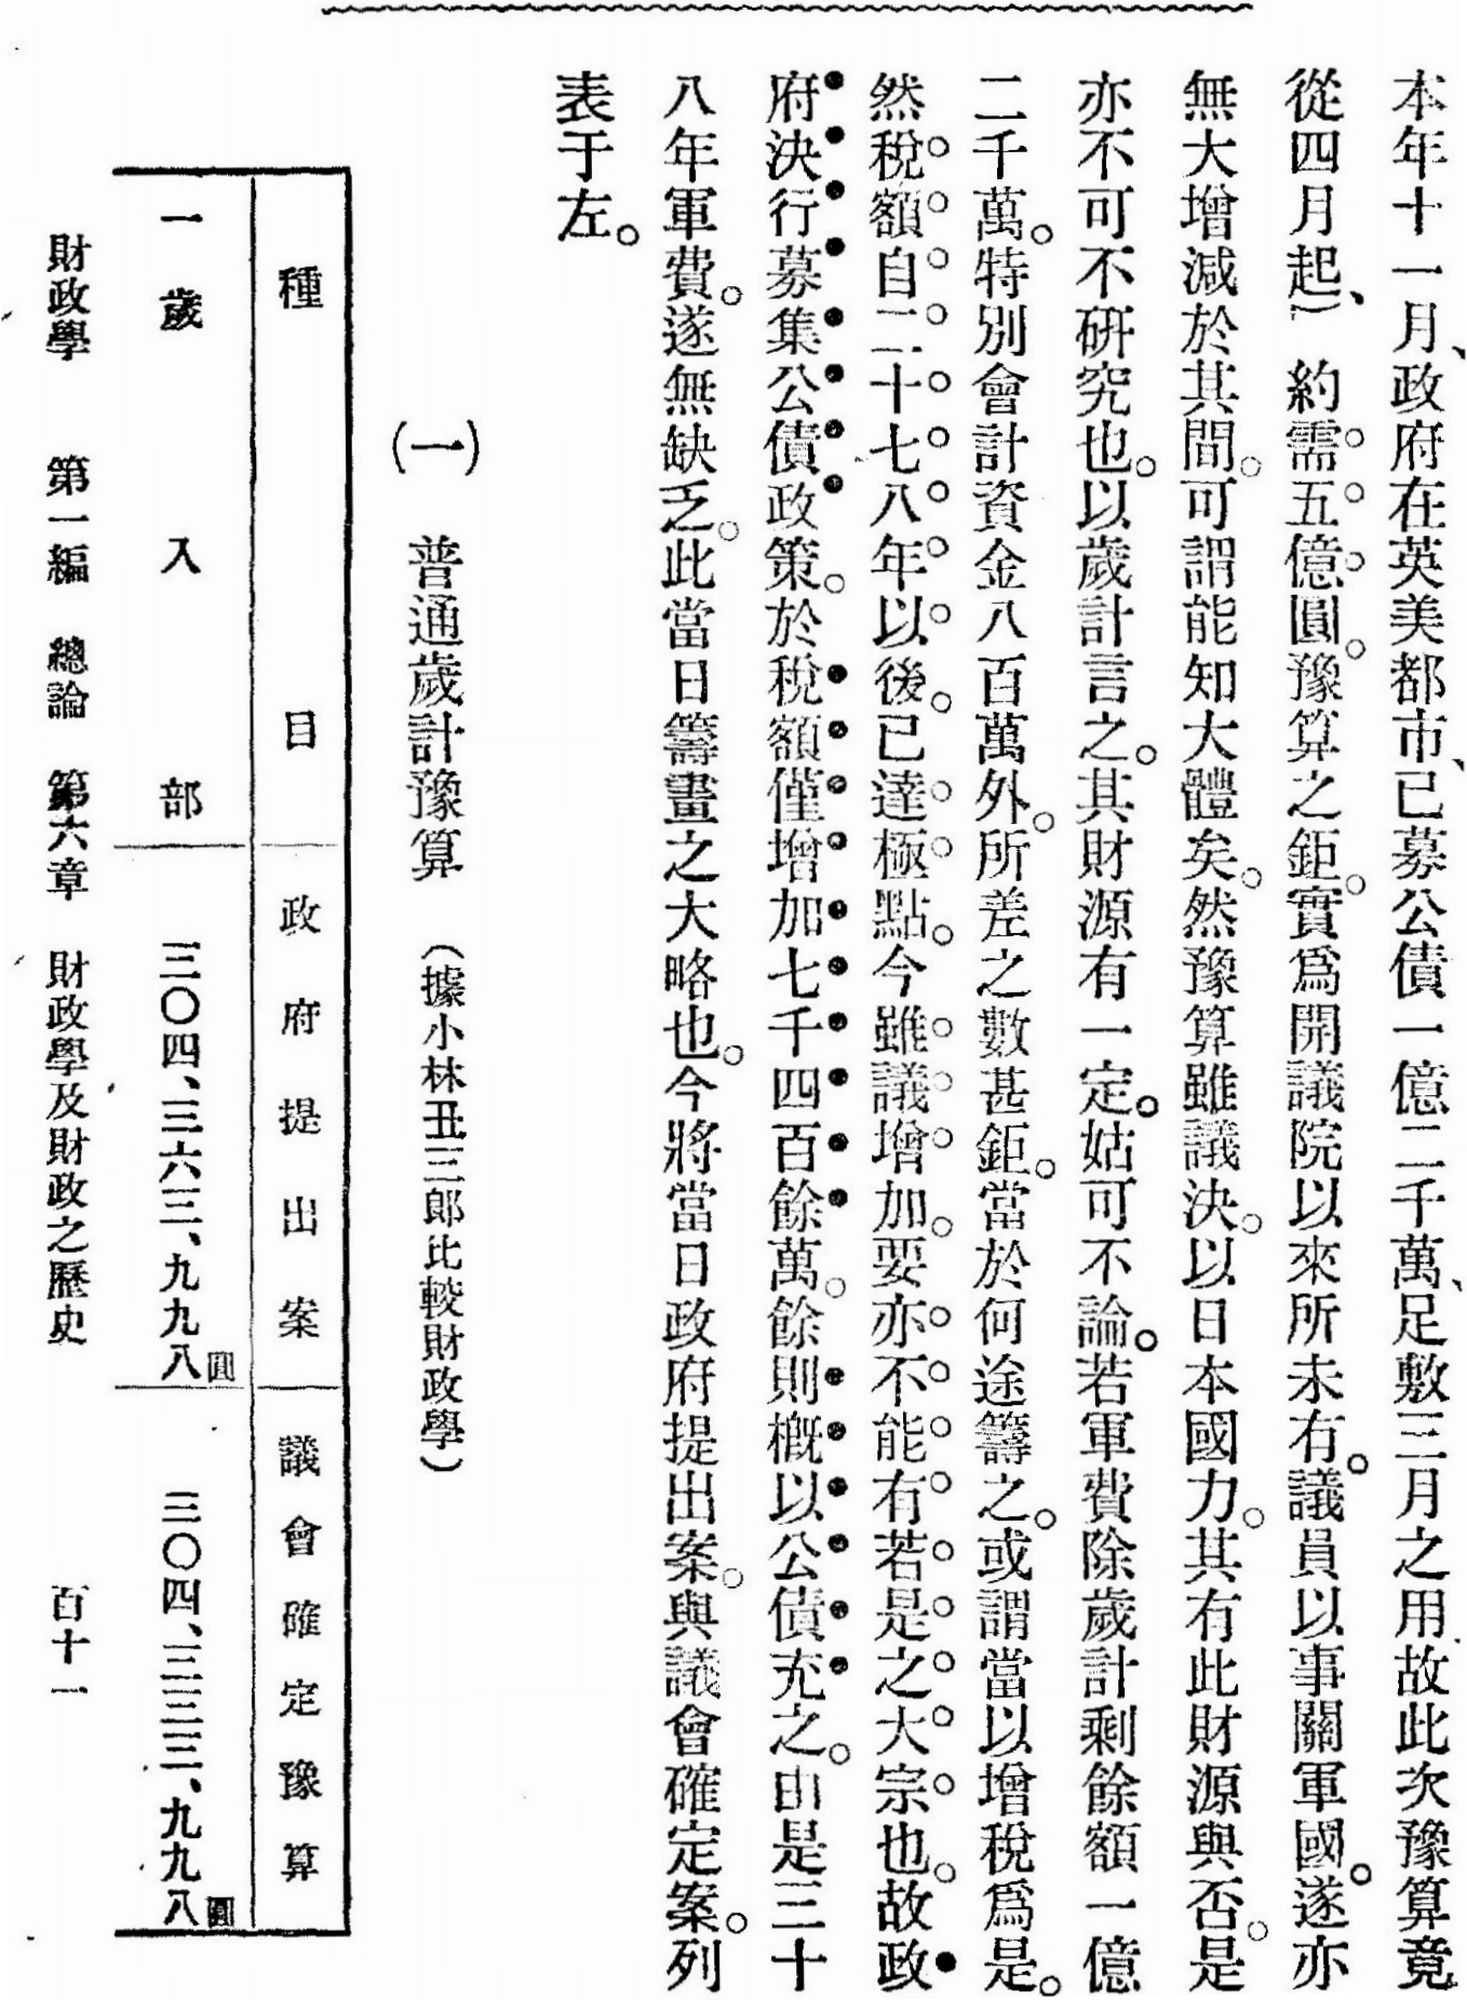 本年十一月、政府在英美都市、已募公債一億二千萬、足敷三月之用、故此次豫算竟
從四月起、）約需五億圓。豫算之鉅。實爲開議院以來所未有。議員以事關軍國。遂亦
無大增減於其間。可謂能知大體矣。然豫算雖議決。以日本國力。其有此財源與否。是
亦不可不研究也。以歲計言之。其財源有一定。姑可不論。若軍費除歲計剩餘額一億
二千萬。特別會計資金八百萬外。所差之數甚鉅。當於何途籌之。或謂當以增稅爲是。
然稅額自二十七八年以後。已達極點。今雖議增加。要亦不能有若是之大宗也。故政
府決行募集公債政策。於稅額僅增加七千四百餘萬。餘則槪以公債充之。由是三十
八年軍費。遂無缺乏。此當日籌畫之大略也。今將當日政府提出案。與議會確定案。列
表于左。
（一）　普通歲計豫算　（據小林丑三郎比較財政學）
種　目　政府提出案　議會確定豫算
一歲入部　三〇四、三六三、九九八圓　三〇四、三三三、九九八圓
財政學　第一編　總論　第六章　財政學及財政之歷史　百十一